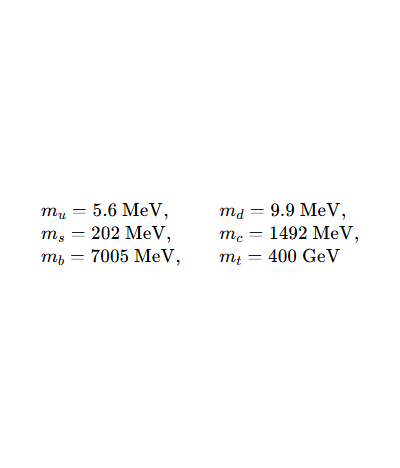 m_u = 5.6 MeV, m_d = 9.9 MeV,
m_s = 202 MeV, m_c = 1492 MeV,
m_b = 7005 MeV, m_t = 400 GeV